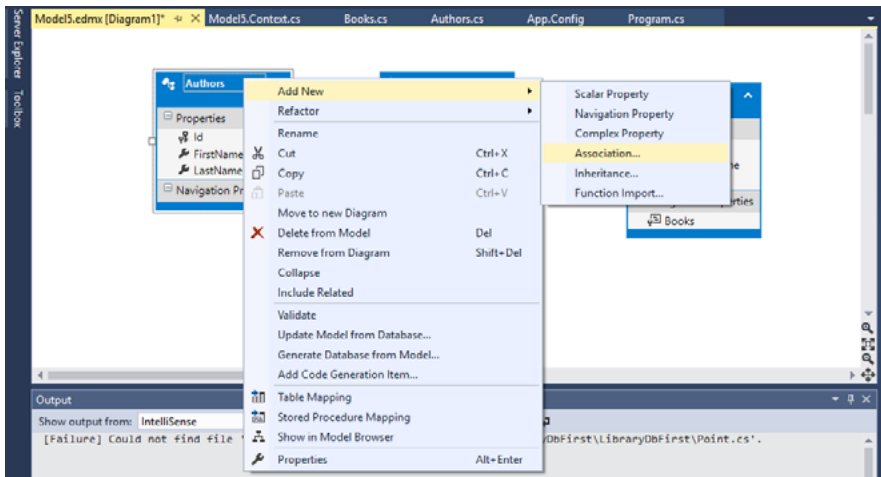 Server Explorer
Toolbox
Model5.edmx [Diagram1]* Model5.Context.cs Books.cs Authors.cs App.Config Program.cs
Authors
Properties
Id
FirstName
LastName
Add New
Refactor
Rename
Cut Ctrl+X
Copy Ctrl+C
Paste Ctrl+V
Move to new Diagram
Delete from Model Del
Remove from Diagram Shift+Del
Collapse
Include Related
Validate
Update Model from Database...
Generate Database from Model...
Add Code Generation Item...
Table Mapping
Stored Procedure Mapping
Show in Model Browser
Properties Alt+Enter
Scalar Property
Navigation Property
Complex Property
Association...
Inheritance...
Function Import...
Books
Output
Show output from: IntelliSense
[Failure] Could not find file 'DbFirst\LibraryDbFirst\Point.cs'.